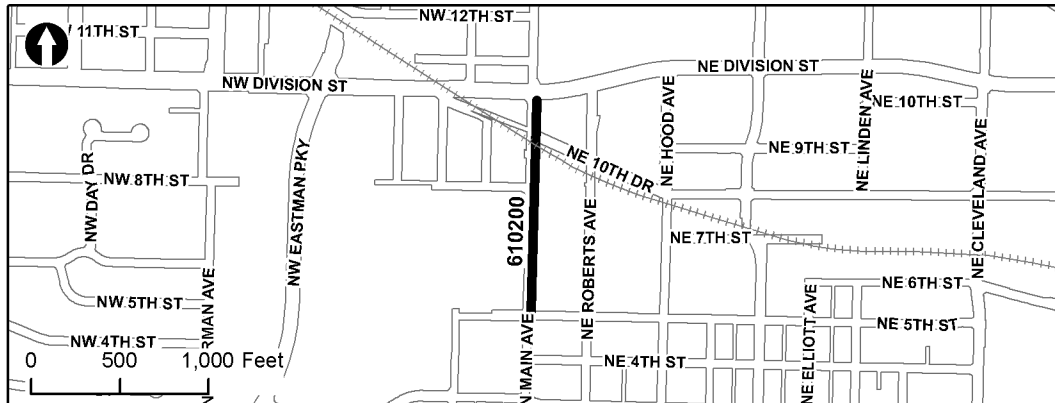 NW 12TH ST
11TH ST
NE DIVISION ST
NW DIVISION ST
NE 10TH ST
NE HOOD AVE
NE LINDEN AVE
NE 9TH ST
NE 10TH DR
NE CLEVELAND AVE
NW DAY DR
NW 8TH ST
NW EASTMAN PKY
610200
NE ROBERTS AVE
NE 7TH ST
NE 6TH ST
NW 5TH ST
RMAN AVE
NE ELLIOTT AVE
NE 5TH ST
NW 4TH ST
N MAIN AVE
NE 4TH ST
0 500 1,000 Feet